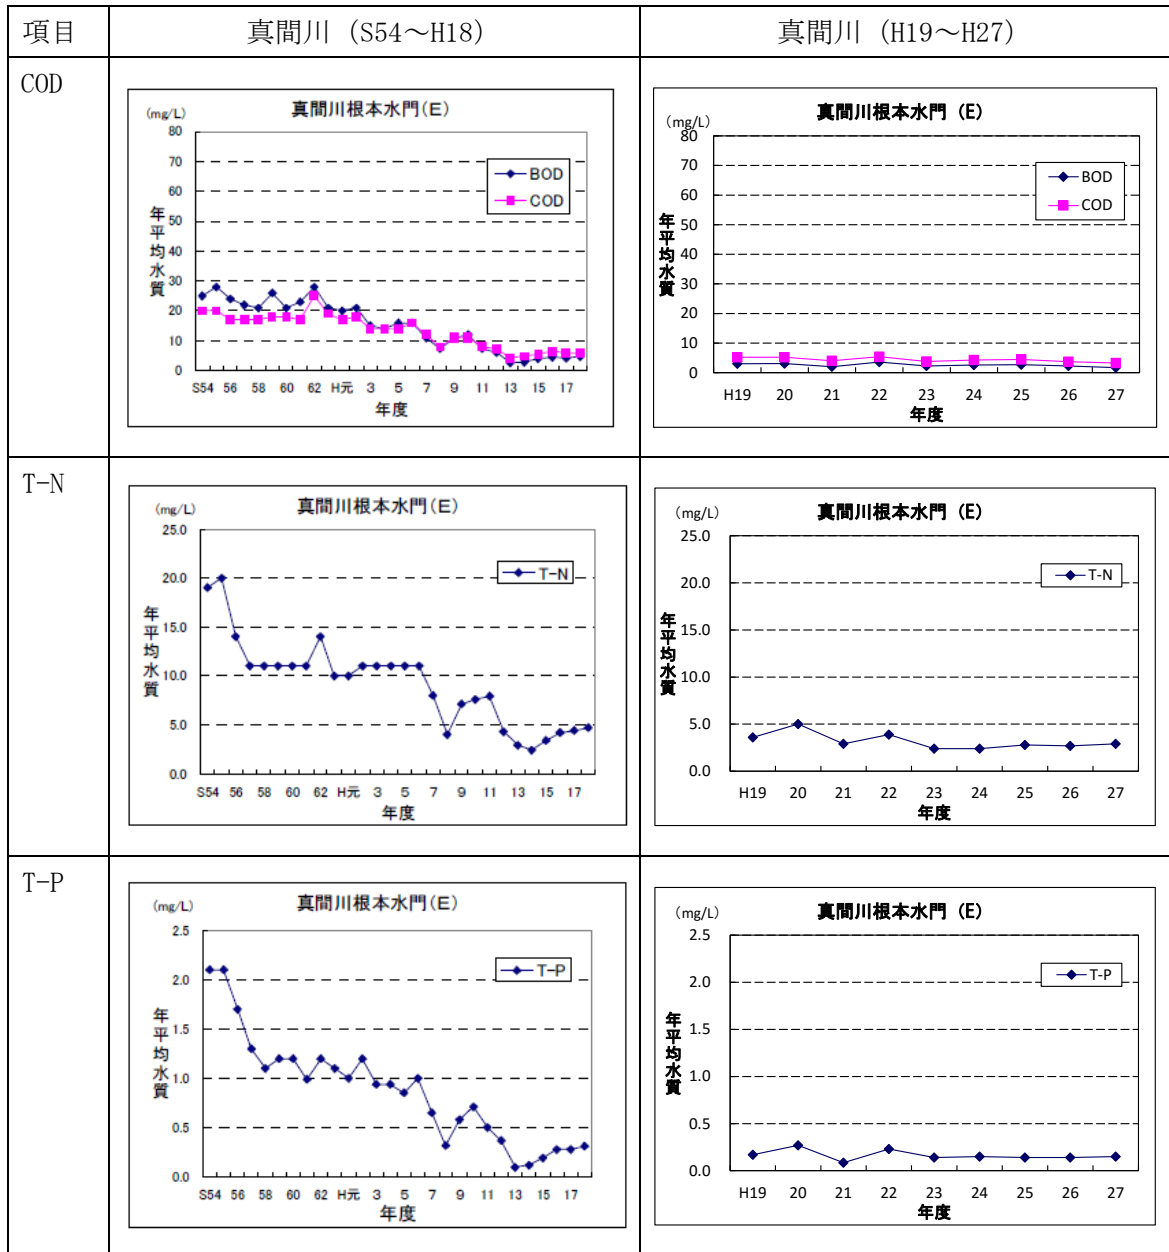 項目
真間川 (S54～H18)
真間川 (H19～H27)
COD
(mg/L)
真間川根本水門(E)
80
70
60
50
40
30
20
10
0
年平均水質
BOD
COD
S54 56 58 60 62 H元 3 5 7 9 11 13 15 17
年度
(mg/L)
真間川根本水門 (E)
80
70
60
50
40
30
20
10
0
年平均水質
BOD
COD
H19 20 21 22 23 24 25 26 27
年度
T-N
(mg/L)
真間川根本水門(E)
25.0
20.0
15.0
10.0
5.0
0.0
年平均水質
T-N
S54 56 58 60 62 H元 3 5 7 9 11 13 15 17
年度
(mg/L)
真間川根本水門 (E)
25.0
20.0
15.0
10.0
5.0
0.0
年平均水質
T-N
H19 20 21 22 23 24 25 26 27
年度
T-P
(mg/L)
真間川根本水門(E)
2.5
2.0
1.5
1.0
0.5
0.0
年平均水質
T-P
S54 56 58 60 62 H元 3 5 7 9 11 13 15 17
年度
(mg/L)
真間川根本水門 (E)
2.5
2.0
1.5
1.0
0.5
0.0
年平均水質
T-P
H19 20 21 22 23 24 25 26 27
年度